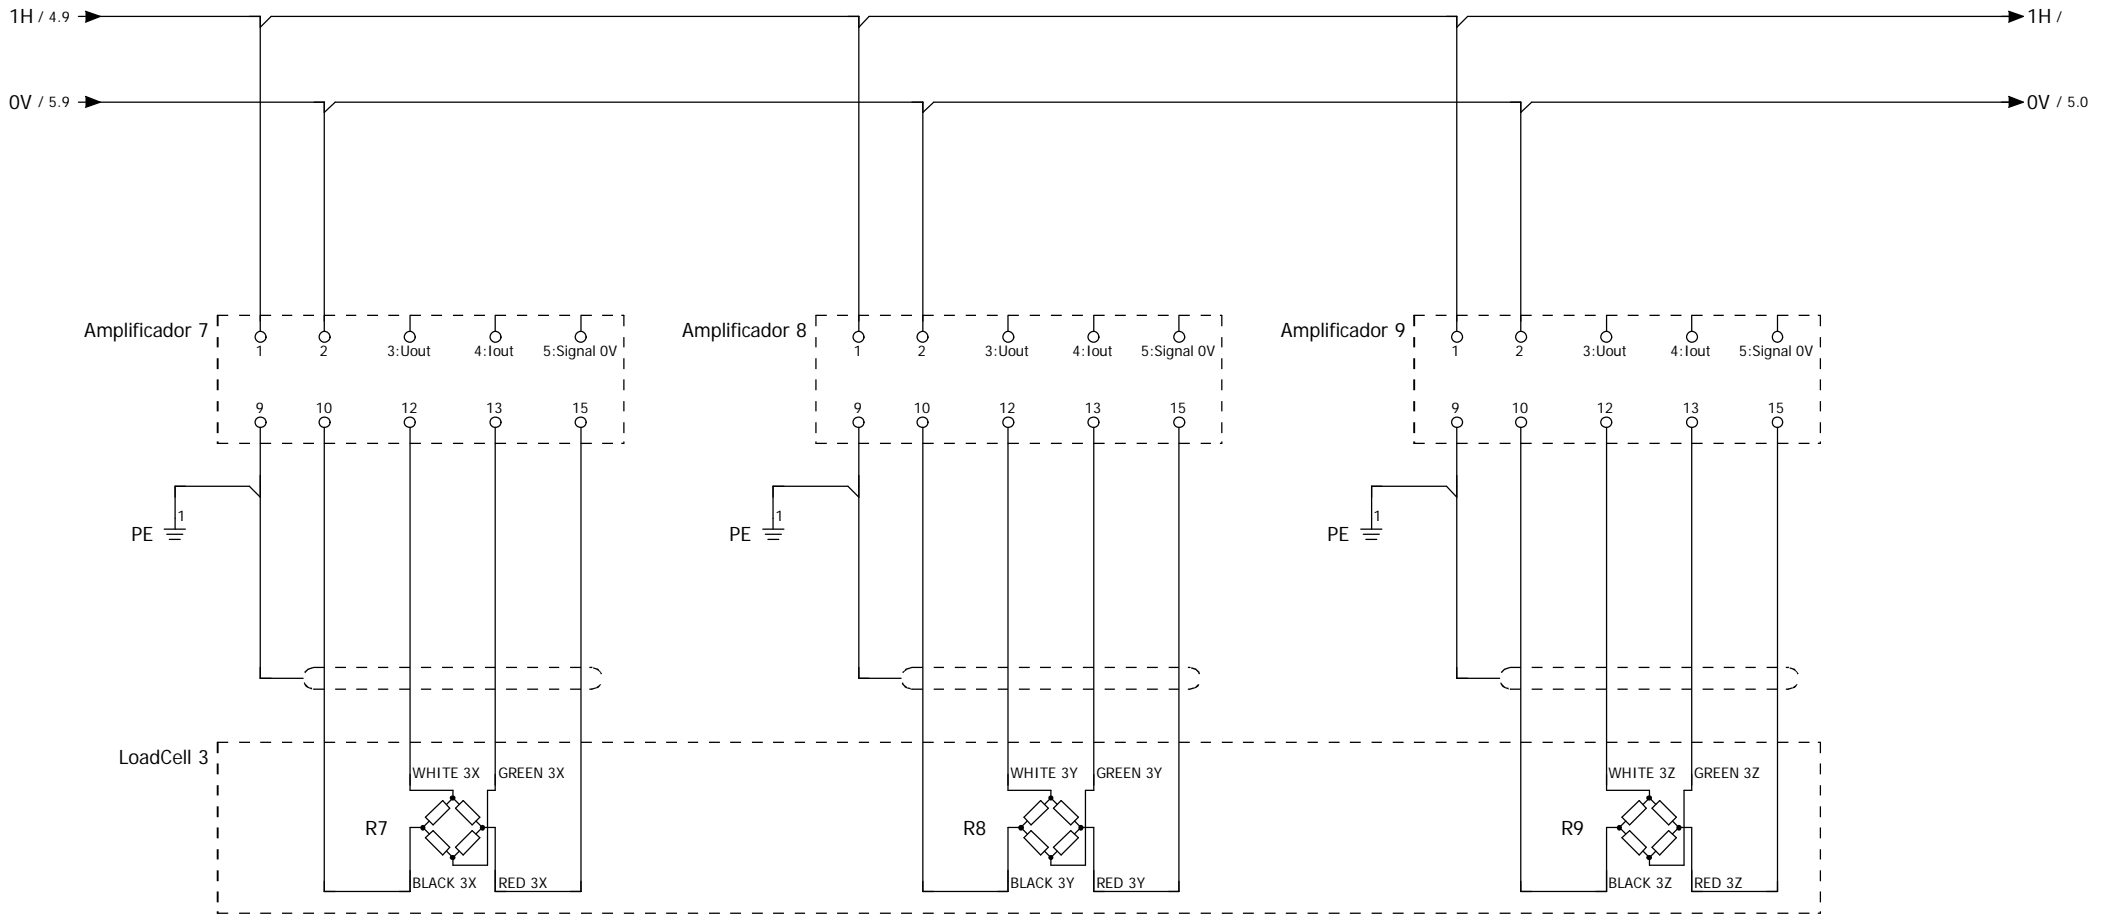 1H / 4.9
1H /
0V / 5.9
0V / 5.0
Amplificador 7
1
2
3:Uout
4:Iout
5:Signal 0V
9
10
12
13
15
Amplificador 8
1
2
3:Uout
4:Iout
5:Signal 0V
9
10
12
13
15
Amplificador 9
1
2
3:Uout
4:Iout
5:Signal 0V
9
10
12
13
15
1
PE
1
PE
1
PE
LoadCell 3
WHITE 3X
GREEN 3X
R7
BLACK 3X
RED 3X
WHITE 3Y
GREEN 3Y
R8
BLACK 3Y
RED 3Y
WHITE 3Z
GREEN 3Z
R9
BLACK 3Z
RED 3Z